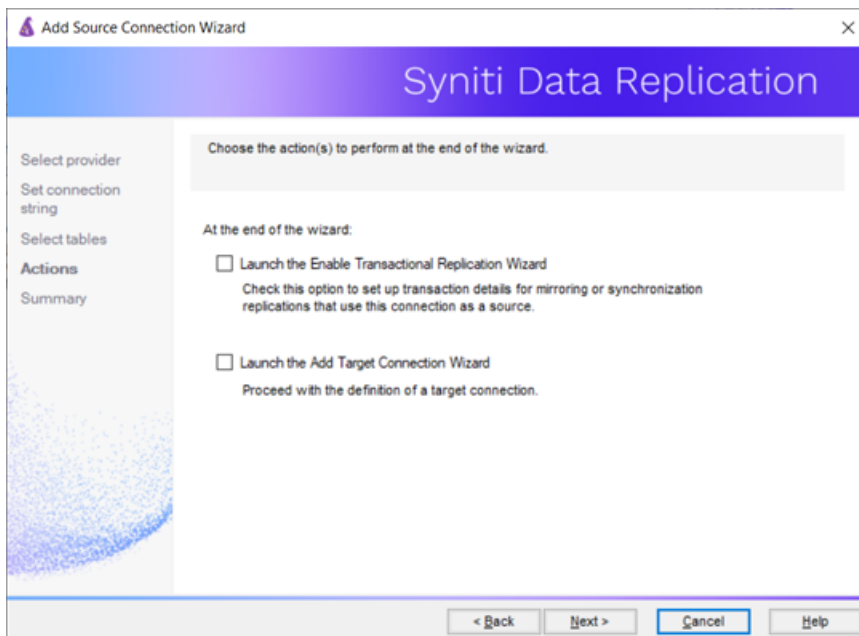 Add Source Connection Wizard
Syniti Data Replication
Select provider
Set connection
string
Select tables
Actions
Summary
Choose the action(s) to perform at the end of the wizard.
At the end of the wizard:
Launch the Enable Transactional Replication Wizard
Check this option to set up transaction details for mirroring or synchronization
replications that use this connection as a source.
Launch the Add Target Connection Wizard
Proceed with the definition of a target connection.
< Back
Next >
Cancel
Help